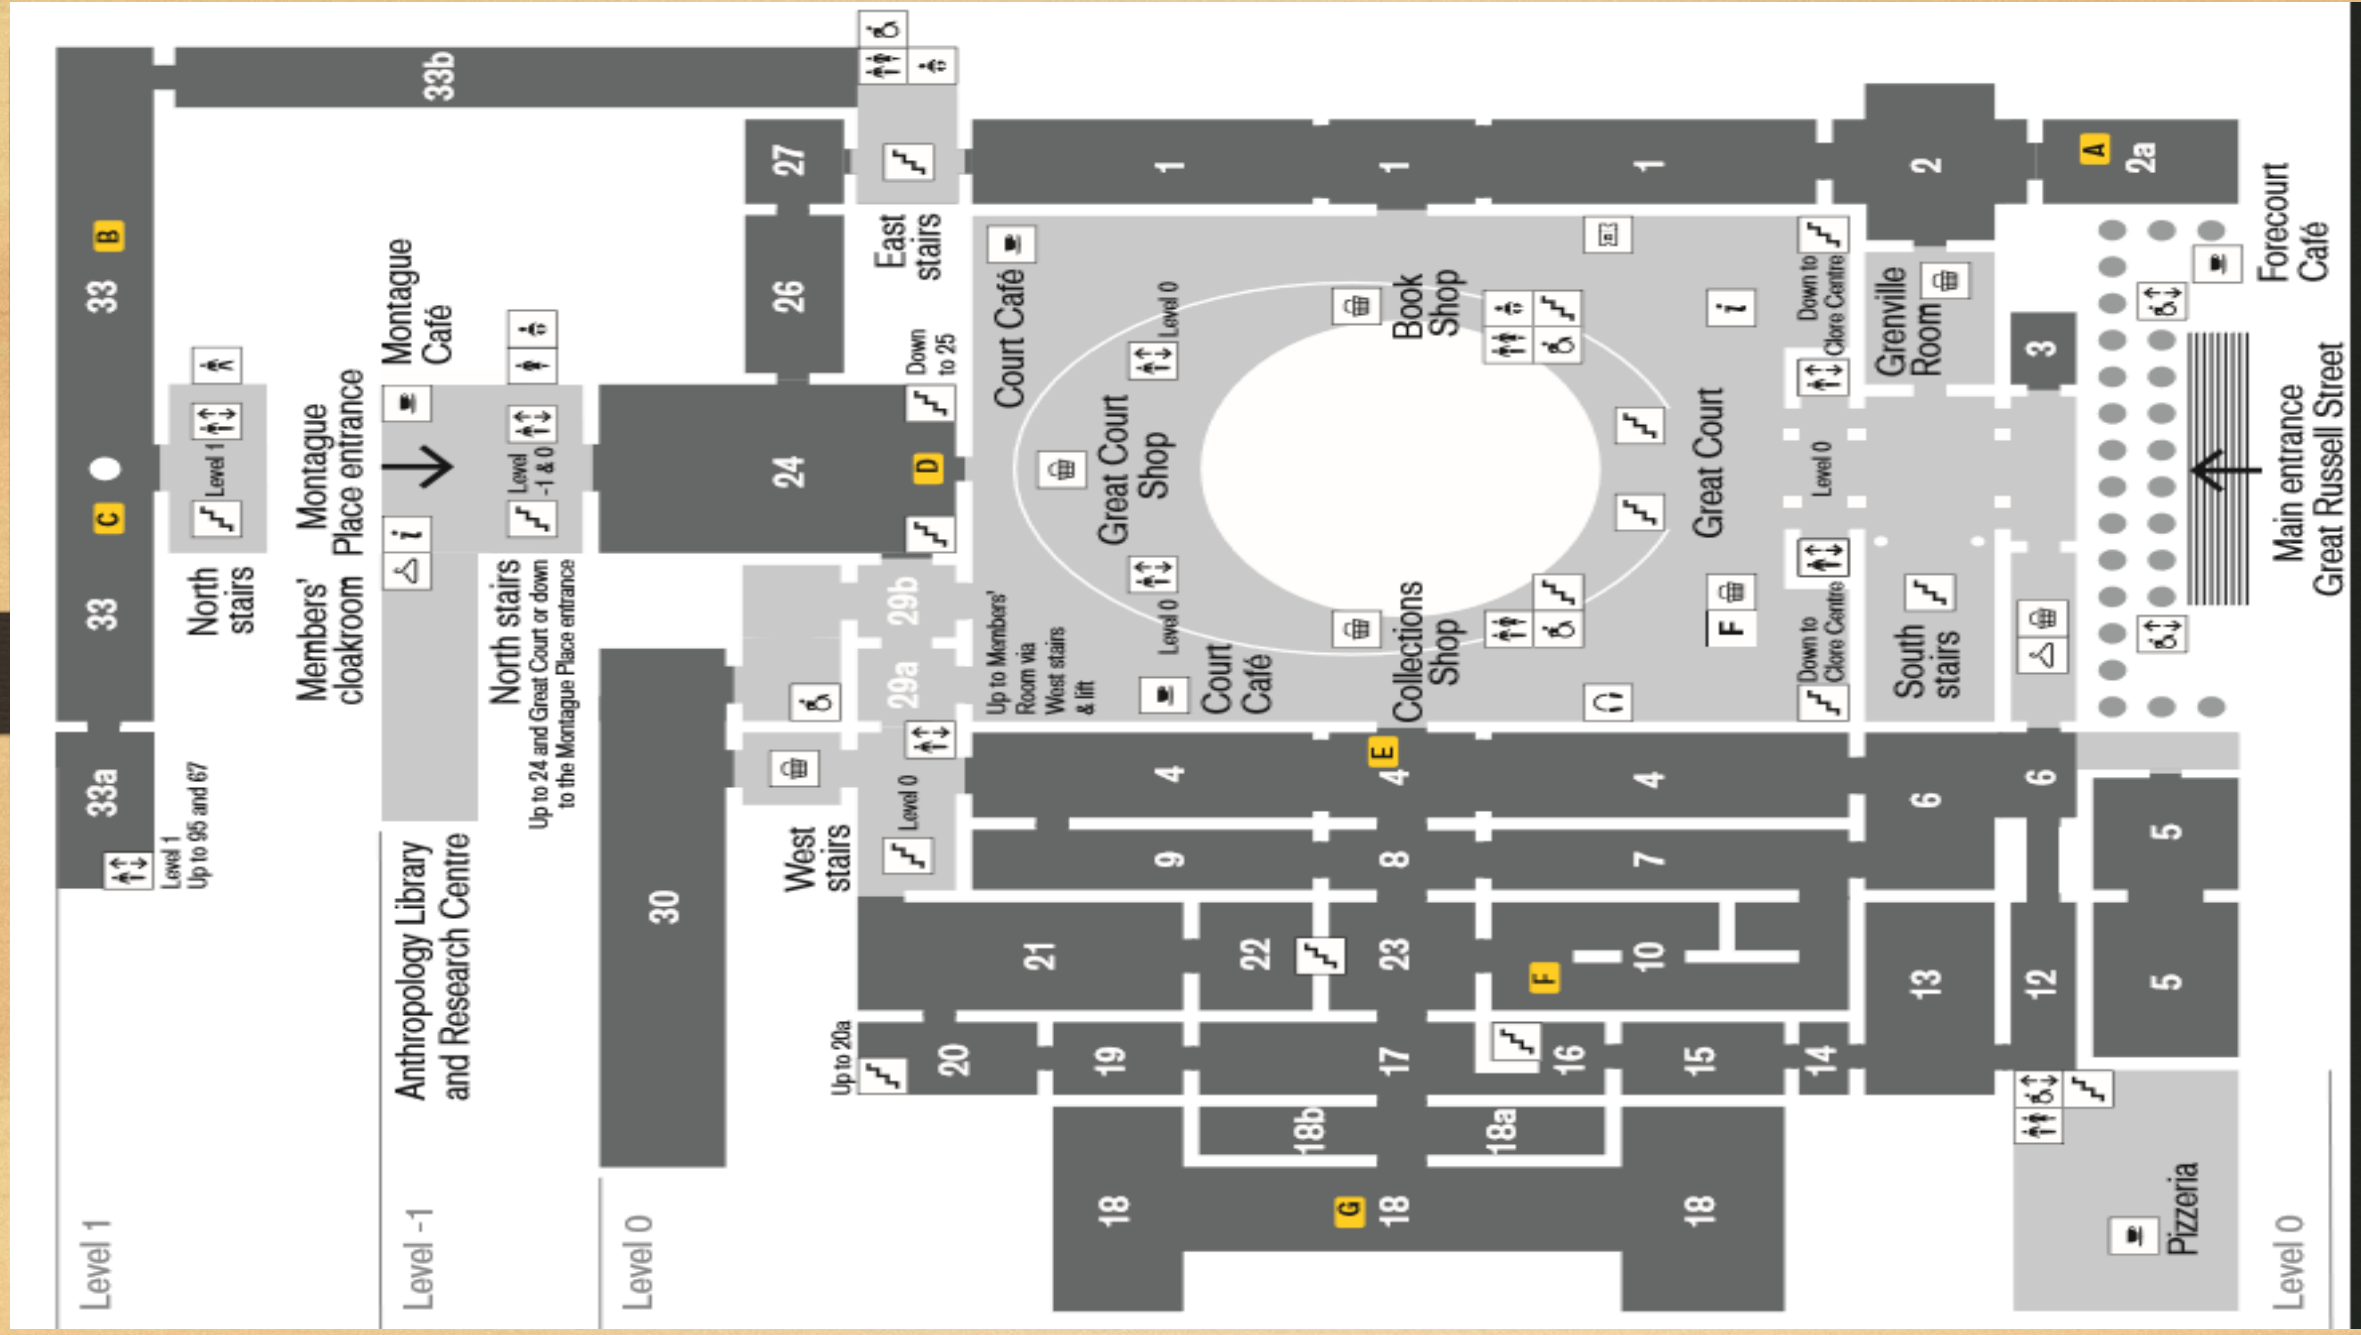 Level 1
33a
Level 1
Up to 95 and 67
33
C
33
B
33b
North
stairs
Level 1
Level -1
Anthropology Library
and Research Centre
Members'
cloakroom
Montague
Place entrance
i
Montague
Café
North stairs
Up to 24 and Great Court or down
to the Montague Place entrance
Level
-1 & 0
Level 0
30
24
D
26
27
West
stairs
Level 0
29a
29b
Down
to 25
East
stairs
Up to 20a
20
21
19
22
23
17
16
15
14
10
F
18
18
G
18
18b
18a
9
8
7
4
4
E
4
Up to Members'
Room via
West stairs
& lift
Court
Café
Level 0
Great Court
Shop
Level 0
Court Café
Collections
Shop
Book
Shop
Great Court
F
i
Down to
Clore Centre
Level 0
Down to
Clore Centre
1
1
1
2
A
2a
South
stairs
Grenville
Room
3
6
6
13
12
5
5
Pizzeria
Forecourt
Café
Main entrance
Great Russell Street
Level 0